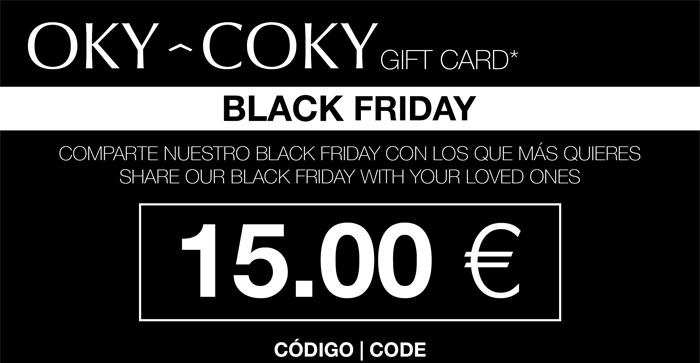 OKY^COKY GIFT CARD*
BLACK FRIDAY
COMPARTE NUESTRO BLACK FRIDAY CON LOS QUE MÁS QUIERES
SHARE OUR BLACK FRIDAY WITH YOUR LOVED ONES
15.00 €
CÓDIGO | CODE